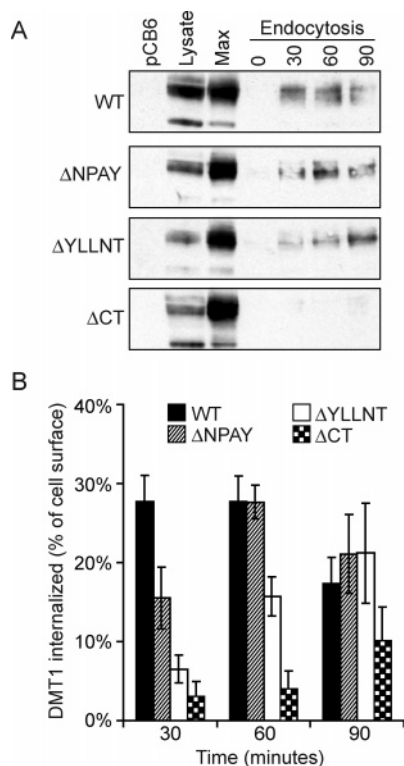 A
pCB6
Lysate
Max
Endocytosis
0
30
60
90
WT
ΔNPAY
ΔYLLNT
ΔCT
B
DMT1 internalized (% of cell surface)
40%
30%
20%
10%
0%
WT ΔYLLNT
ΔNPAY ΔCT
30 60 90
Time (minutes)